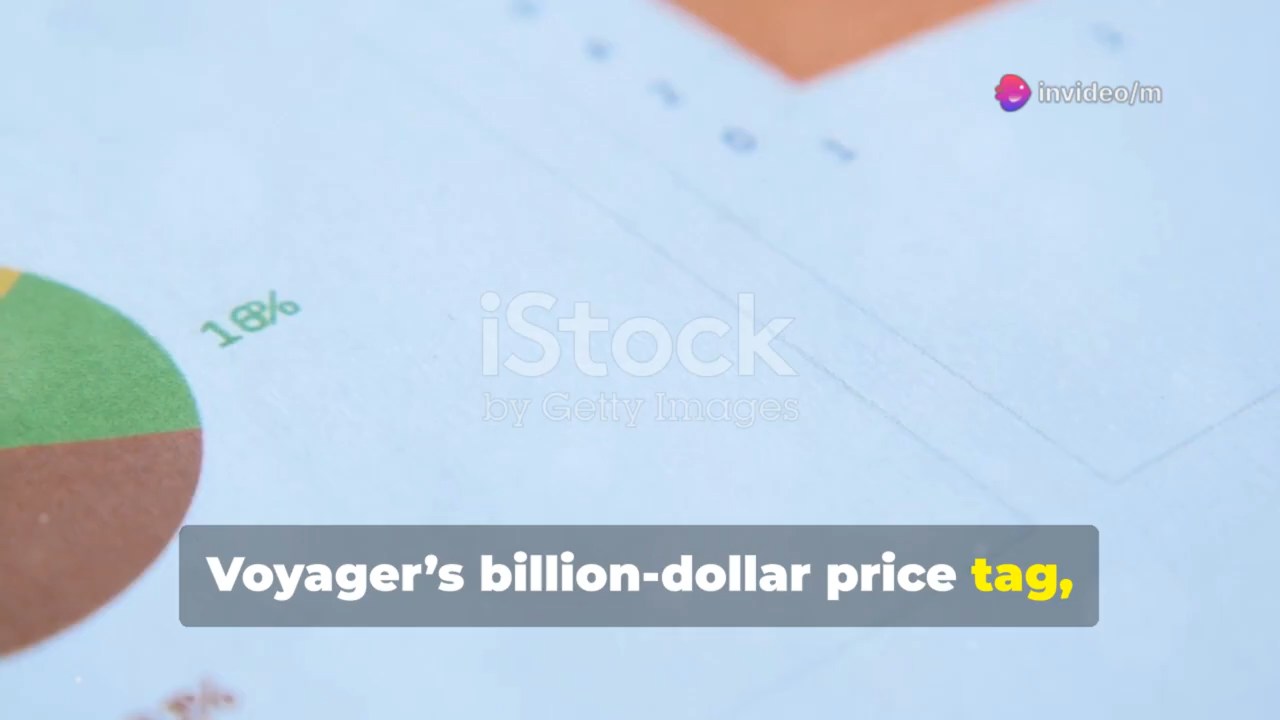 invideo/m
18%
iStock
by Getty Images
Voyager's billion-dollar price tag,